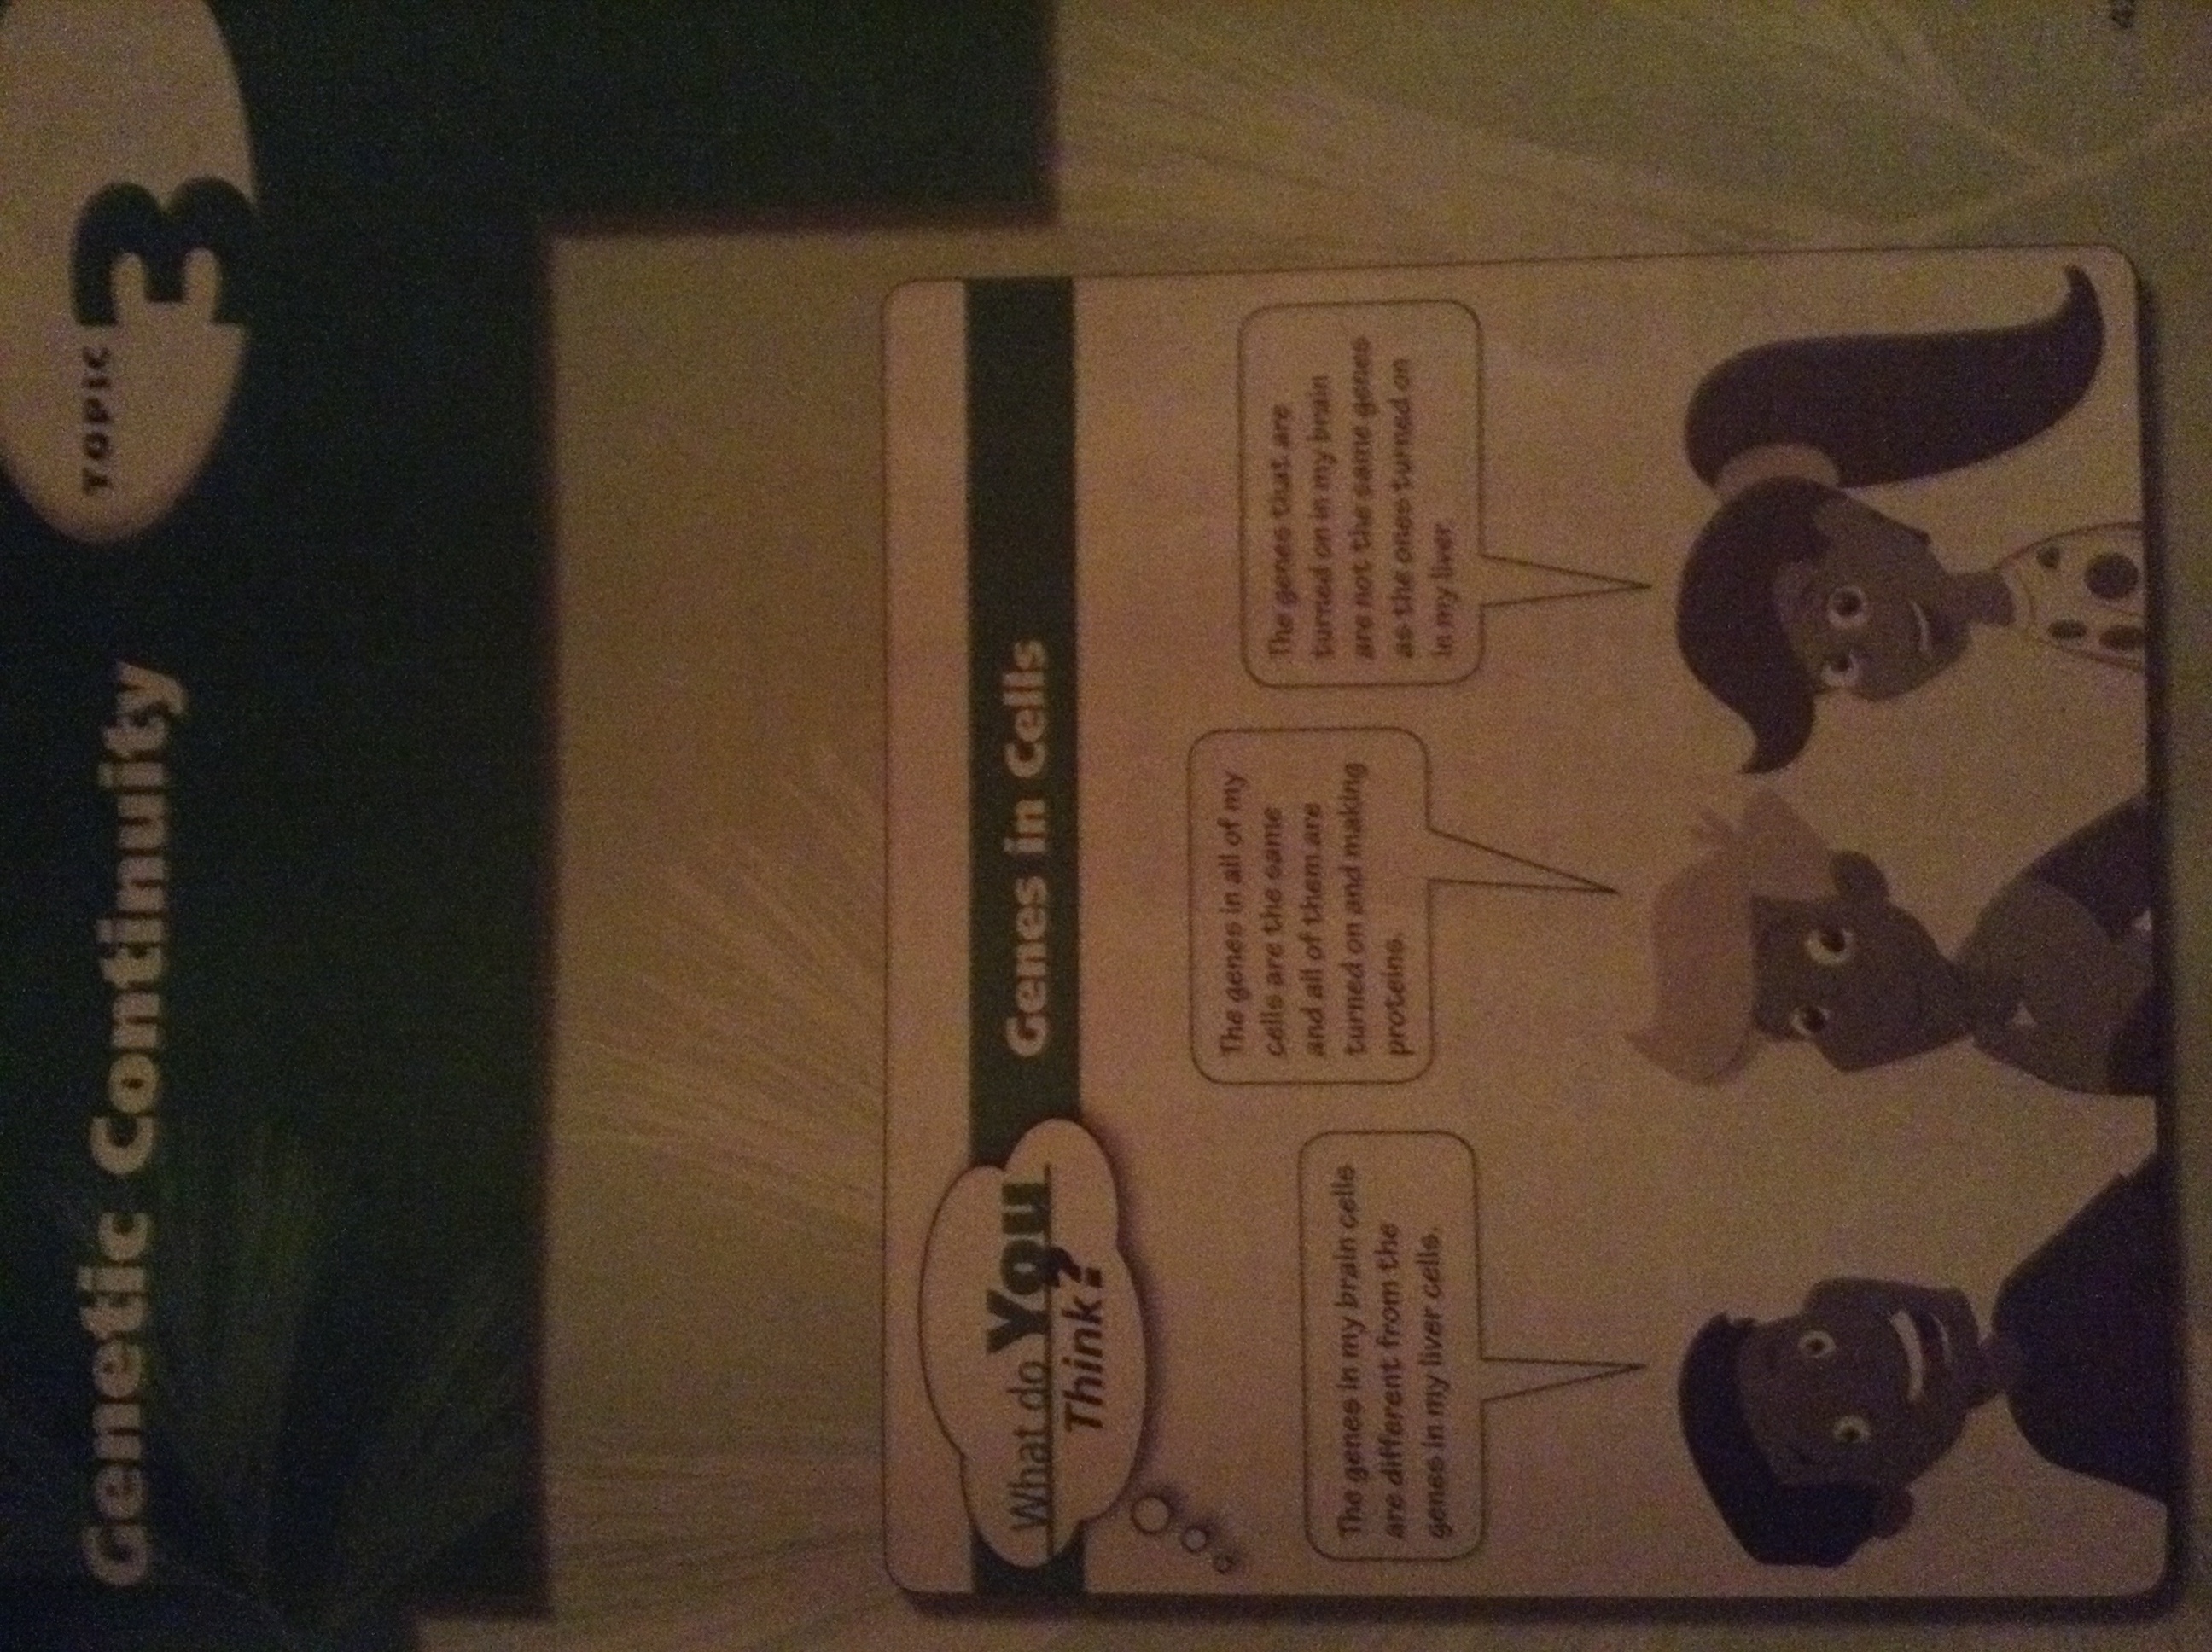 Genetic Continuity
TOPIC 3
What do You
Think?
Genes in Cells
The genes in my brain cells
are different from the
genes in my liver cells.
The genes in all of my
cells are the same
and all of them are
turned on and making
proteins.
The genes that are
turned on in my brain
are not the same genes
as the ones turned on
in my liver.